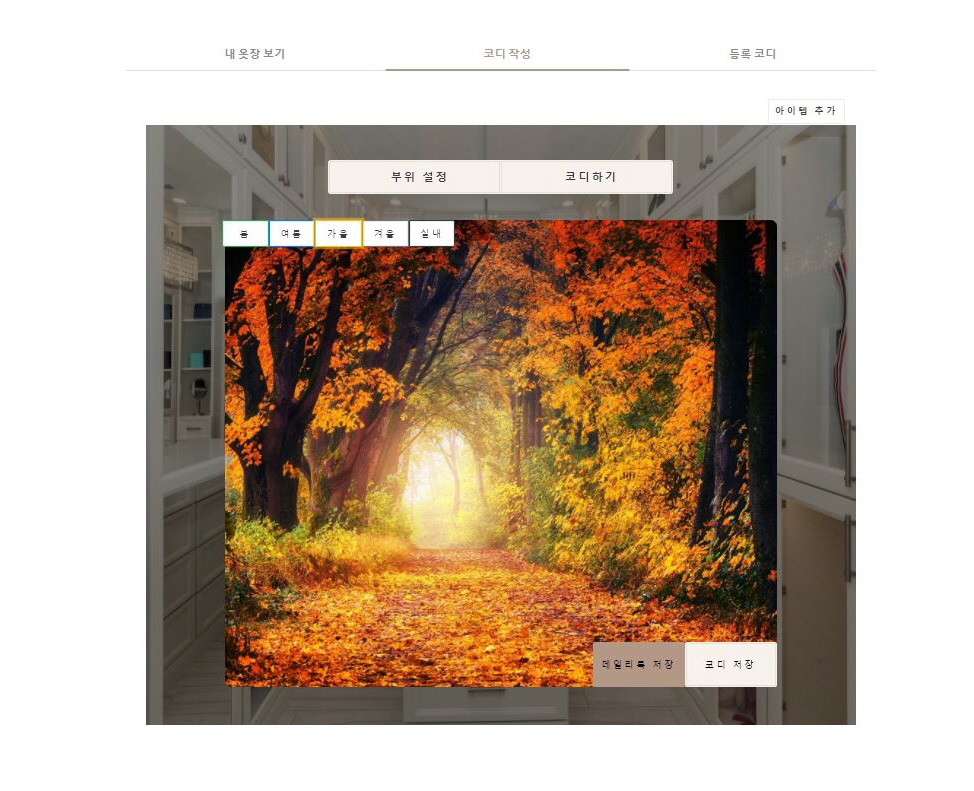 내 옷장 보기
코디 작성
등록 코디
아이템 추가
부위 설정
코디하기
봄
여름
가을
겨울
실내
데일리룩 저장
코디 저장